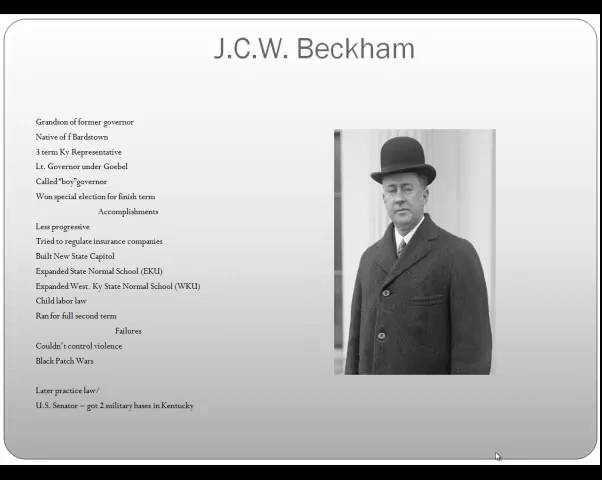 J.C.W. Beckham
Grandson of former governor
Native of f Bardstown
3 term Ky Representative
Lt. Governor under Goebel
Called "boy"governor
Won special election for finish term
Accomplishments
Less progressive
Tried to regulate insurance companies
Built New State Capitol
Expanded State Normal School (EKU)
Expanded West. Ky State Normal School (WKU)
Child labor law
Ran for full second term
Failures
Couldn't control violence
Black Patch Wars
Later practice law/
U.S. Senator – got 2 military bases in Kentucky